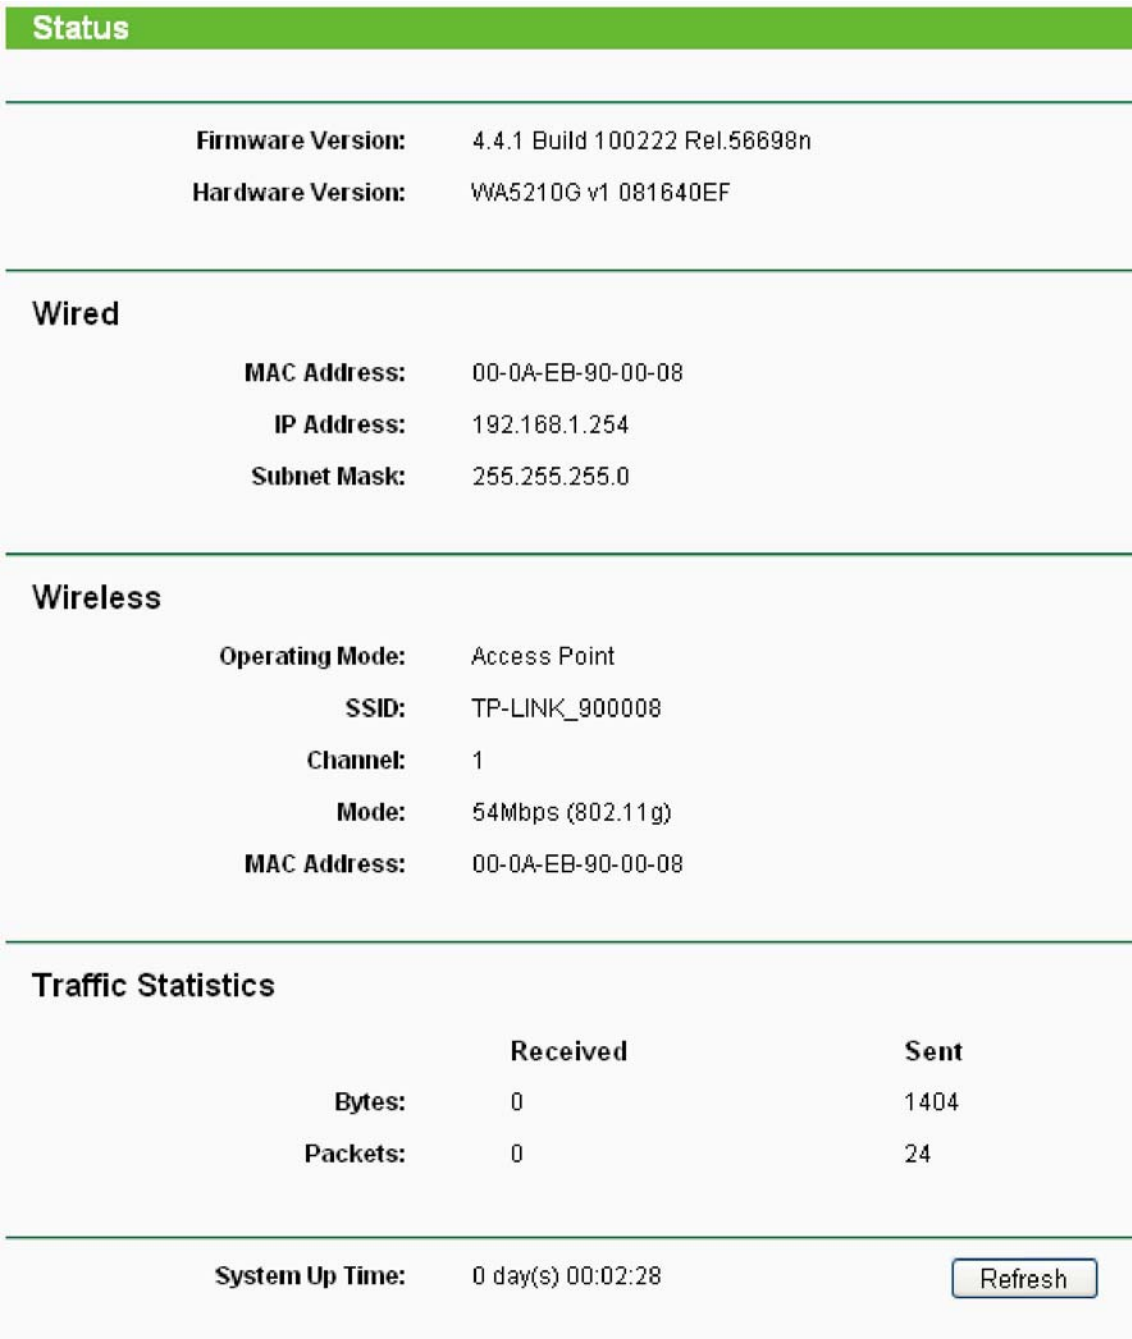 Status
Firmware Version: 4.4.1 Build 100222 Rel.56698n
Hardware Version: WA5210G v1 081640EF
Wired
MAC Address: 00-0A-EB-90-00-08
IP Address: 192.168.1.254
Subnet Mask: 255.255.255.0
Wireless
Operating Mode: Access Point
SSID: TP-LINK_900008
Channel: 1
Mode: 54Mbps (802.11g)
MAC Address: 00-0A-EB-90-00-08
Traffic Statistics
Received Sent
Bytes: 0 1404
Packets: 0 24
System Up Time: 0 day(s) 00:02:28 Refresh